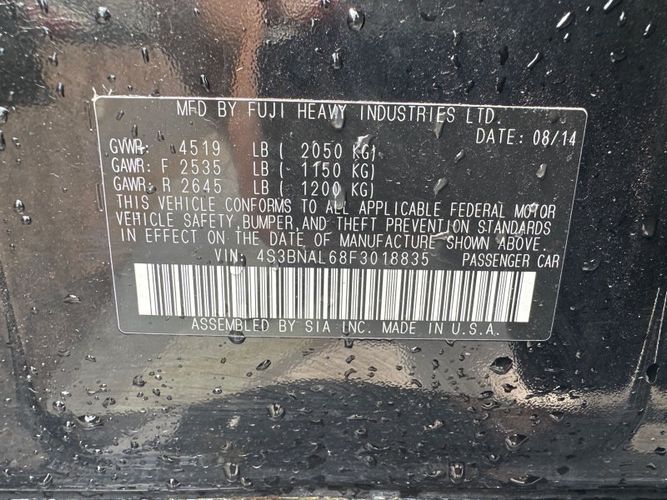 MFD BY FUJI HEAVY INDUSTRIES LTD.
DATE: 08/14
GVWR: 4519 LB ( 2050 KG)
GAWR: F 2535 LB ( 1150 KG)
GAWR: R 2645 LB ( 1200 KG)
THIS VEHICLE CONFORMS TO ALL APPLICABLE FEDERAL MOTOR
VEHICLE SAFETY, BUMPER, AND THEFT PREVENTION STANDARDS
IN EFFECT ON THE DATE OF MANUFACTURE SHOWN ABOVE.
VIN: 4S3BNAL68F3018835 PASSENGER CAR
ASSEMBLED BY SIA INC. MADE IN U.S.A.